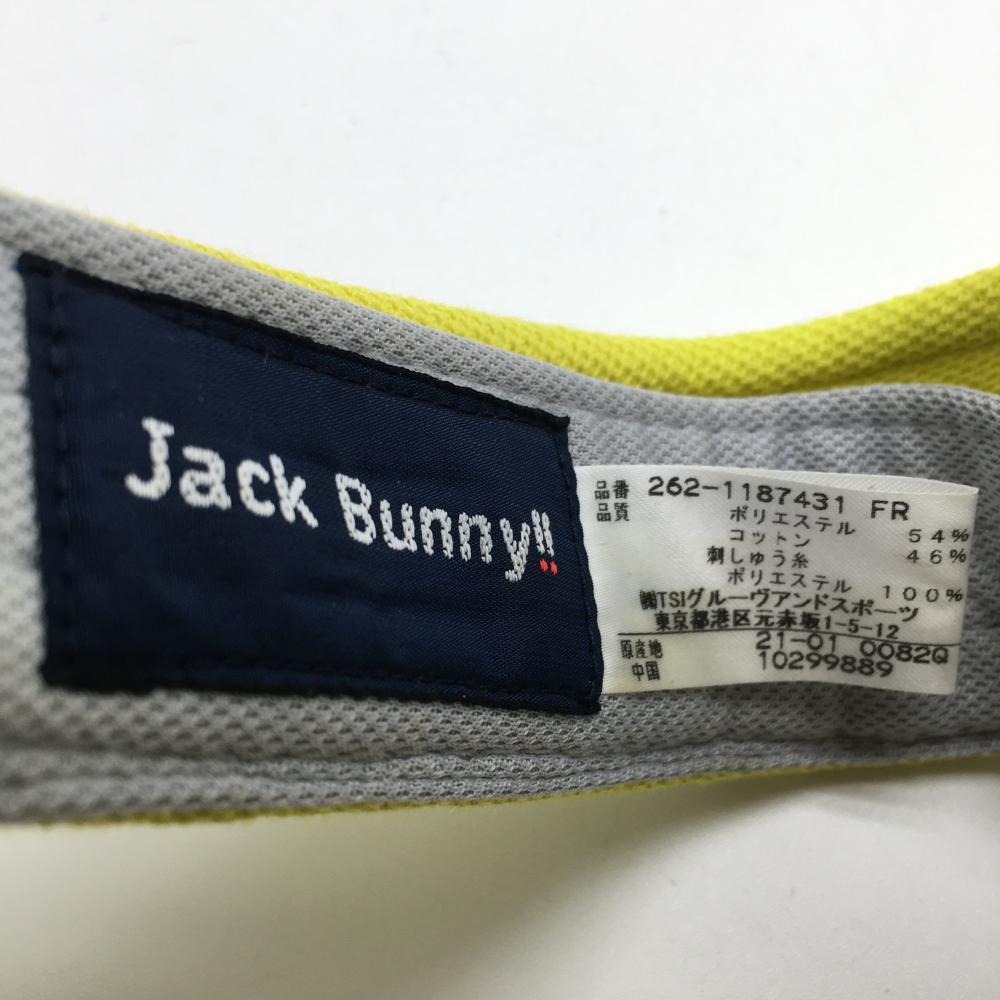 Jack Bunny!!
品番 262-1187431 FR
品質 ポリエステル 54%
コットン 46%
刺しゅう糸
ポリエステル 100%
㈱TSIグルーヴアンドスポーツ
東京都港区元赤坂1-5-12
原産地 21-01 0082Q
中国 10299889